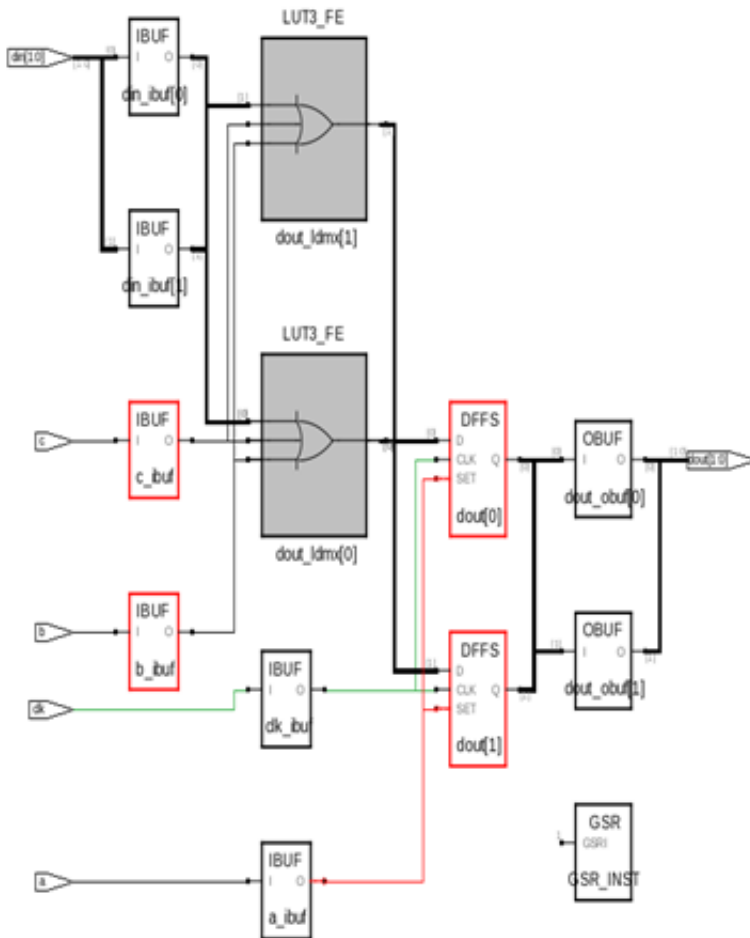 LUT3_FE
IBUF
I O
din_ibuf[0]
dout_ldmx[1]
IBUF
I O
din_ibuf[1]
LUT3_FE
dout_ldmx[0]
c
IBUF
I O
c_ibuf
DFFS
D
CLK Q
SET
dout[0]
OBUF
I O
dout_obuf[0]
b
IBUF
I O
b_ibuf
DFFS
D
CLK Q
SET
dout[1]
OBUF
I O
dout_obuf[1]
IBUF
I O
GSR
GSRI
GSR_INST
a
IBUF
I O
a_ibuf